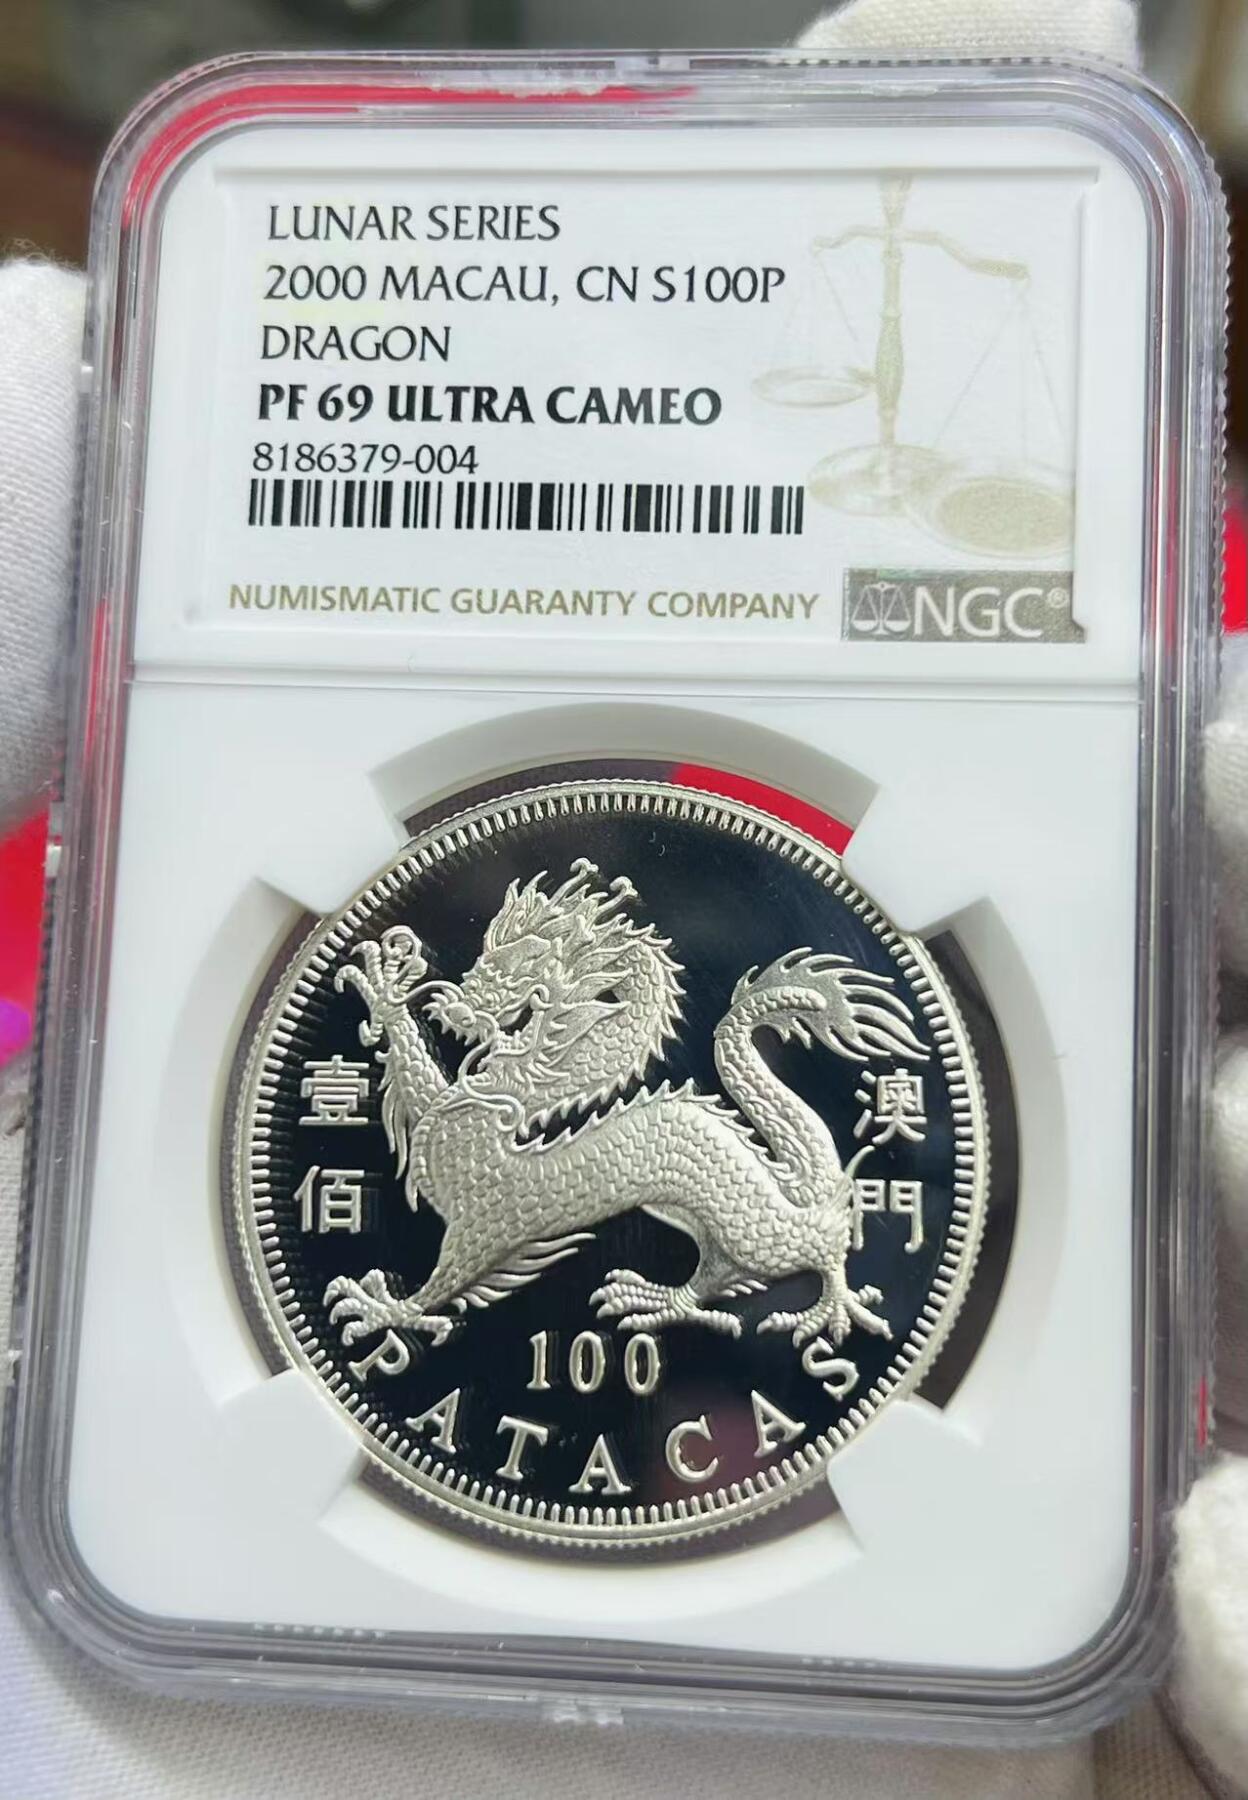 LUNAR SERIES
2000 MACAU, CN S100P
DRAGON
PF 69 ULTRA CAMEO
8186379-004
NUMISMATIC GUARANTY COMPANY
NGC®
壹佰
澳門
100
PATACAS